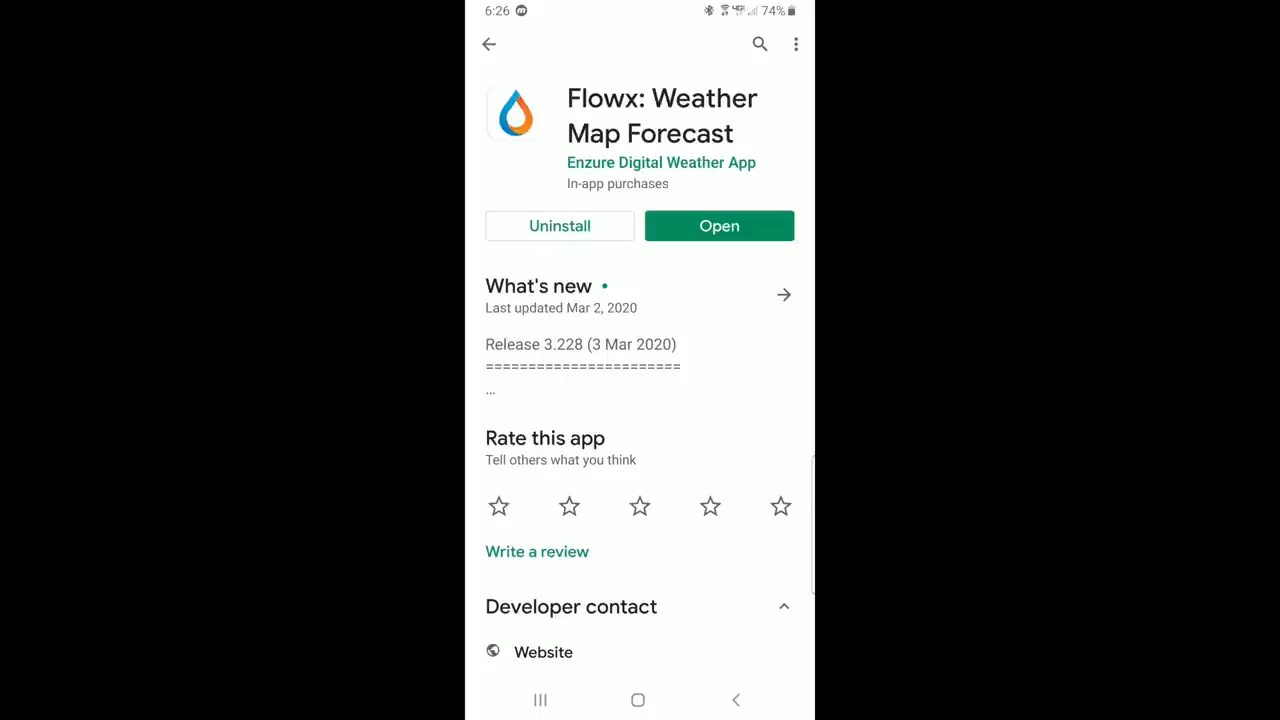 6:26
74%
Flowx: Weather
Map Forecast
Enzure Digital Weather App
In-app purchases
Uninstall
Open
What's new
Last updated Mar 2, 2020
Release 3.228 (3 Mar 2020)
=======================
...
Rate this app
Tell others what you think
Write a review
Developer contact
Website